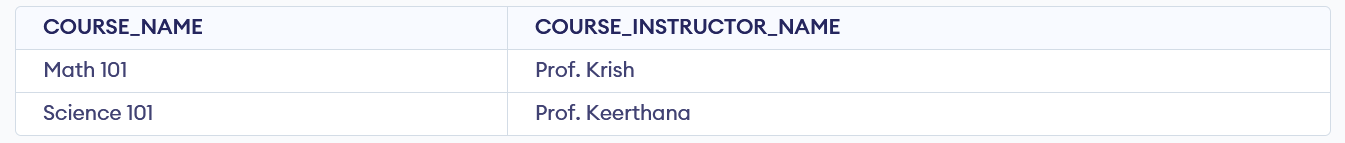 COURSE_NAME COURSE_INSTRUCTOR_NAME
Math 101 Prof. Krish
Science 101 Prof. Keerthana